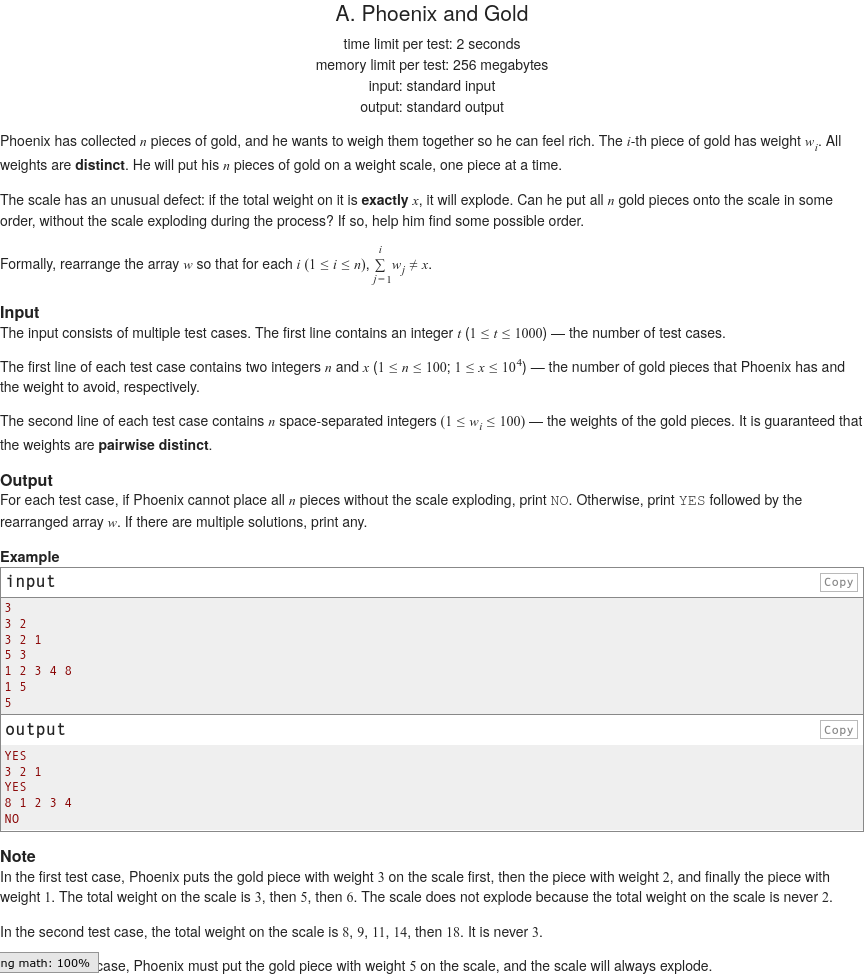 A. Phoenix and Gold
time limit per test: 2 seconds
memory limit per test: 256 megabytes
input: standard input
output: standard output
Phoenix has collected n pieces of gold, and he wants to weigh them together so he can feel rich. The i-th piece of gold has weight w_i. All
weights are distinct. He will put his n pieces of gold on a weight scale, one piece at a time.
The scale has an unusual defect: if the total weight on it is exactly x, it will explode. Can he put all n gold pieces onto the scale in some
order, without the scale exploding during the process? If so, help him find some possible order.
Formally, rearrange the array w so that for each i (1 ≤ i ≤ n), \sum_{j=1}^{i} w_j ≠ x.
Input
The input consists of multiple test cases. The first line contains an integer t (1 ≤ t ≤ 1000) — the number of test cases.
The first line of each test case contains two integers n and x (1 ≤ n ≤ 100; 1 ≤ x ≤ 10^4) — the number of gold pieces that Phoenix has and
the weight to avoid, respectively.
The second line of each test case contains n space-separated integers (1 ≤ w_i ≤ 100) — the weights of the gold pieces. It is guaranteed that
the weights are pairwise distinct.
Output
For each test case, if Phoenix cannot place all n pieces without the scale exploding, print NO. Otherwise, print YES followed by the
rearranged array w. If there are multiple solutions, print any.
Example
input Copy
3
3 2
3 2 1
5 3
1 2 3 4 8
1 5
5
output Copy
YES
3 2 1
YES
8 1 2 3 4
NO
Note
In the first test case, Phoenix puts the gold piece with weight 3 on the scale first, then the piece with weight 2, and finally the piece with
weight 1. The total weight on the scale is 3, then 5, then 6. The scale does not explode because the total weight on the scale is never 2.
In the second test case, the total weight on the scale is 8, 9, 11, 14, then 18. It is never 3.
ng math: 100% case, Phoenix must put the gold piece with weight 5 on the scale, and the scale will always explode.